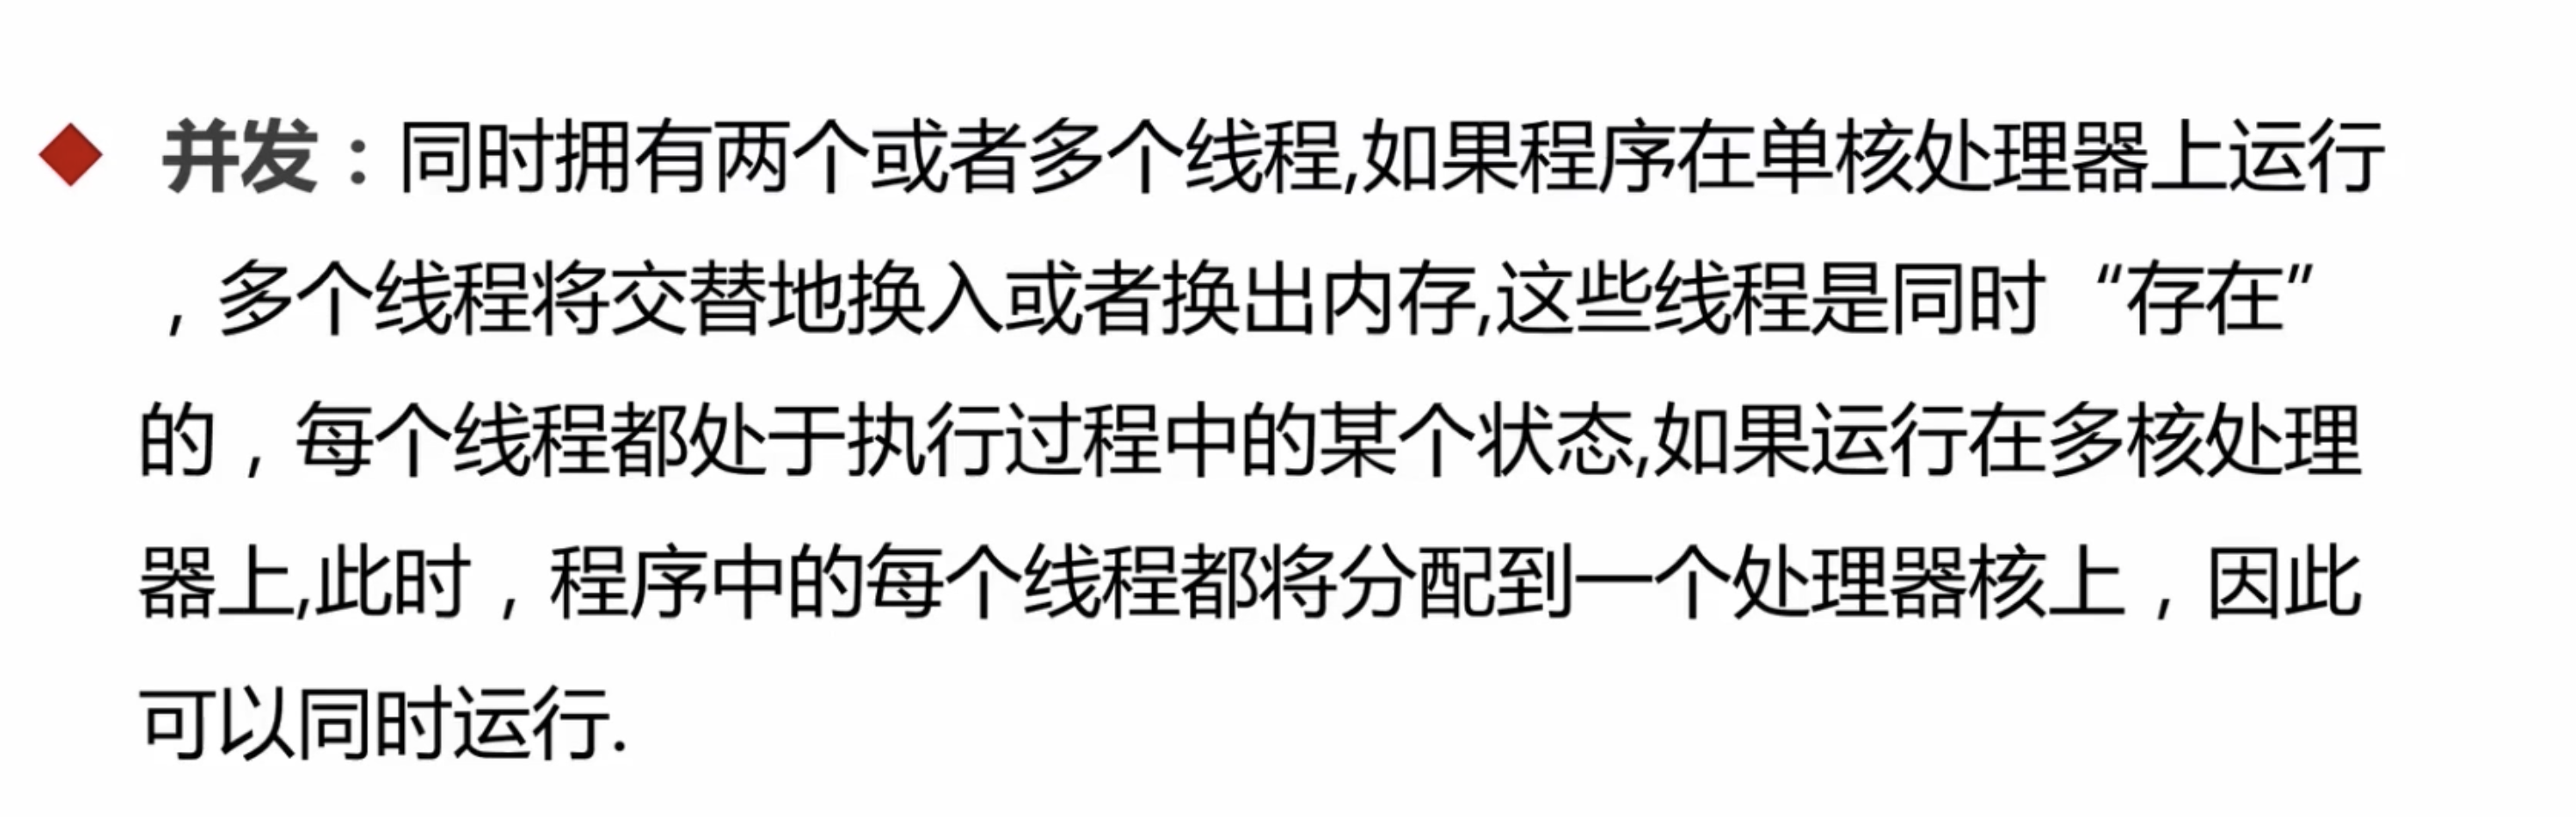 并发：同时拥有两个或者多个线程,如果程序在单核处理器上运行
，多个线程将交替地换入或者换出内存,这些线程是同时“存在”
的，每个线程都处于执行过程中的某个状态,如果运行在多核处理
器上,此时，程序中的每个线程都将分配到一个处理器核上，因此
可以同时运行.